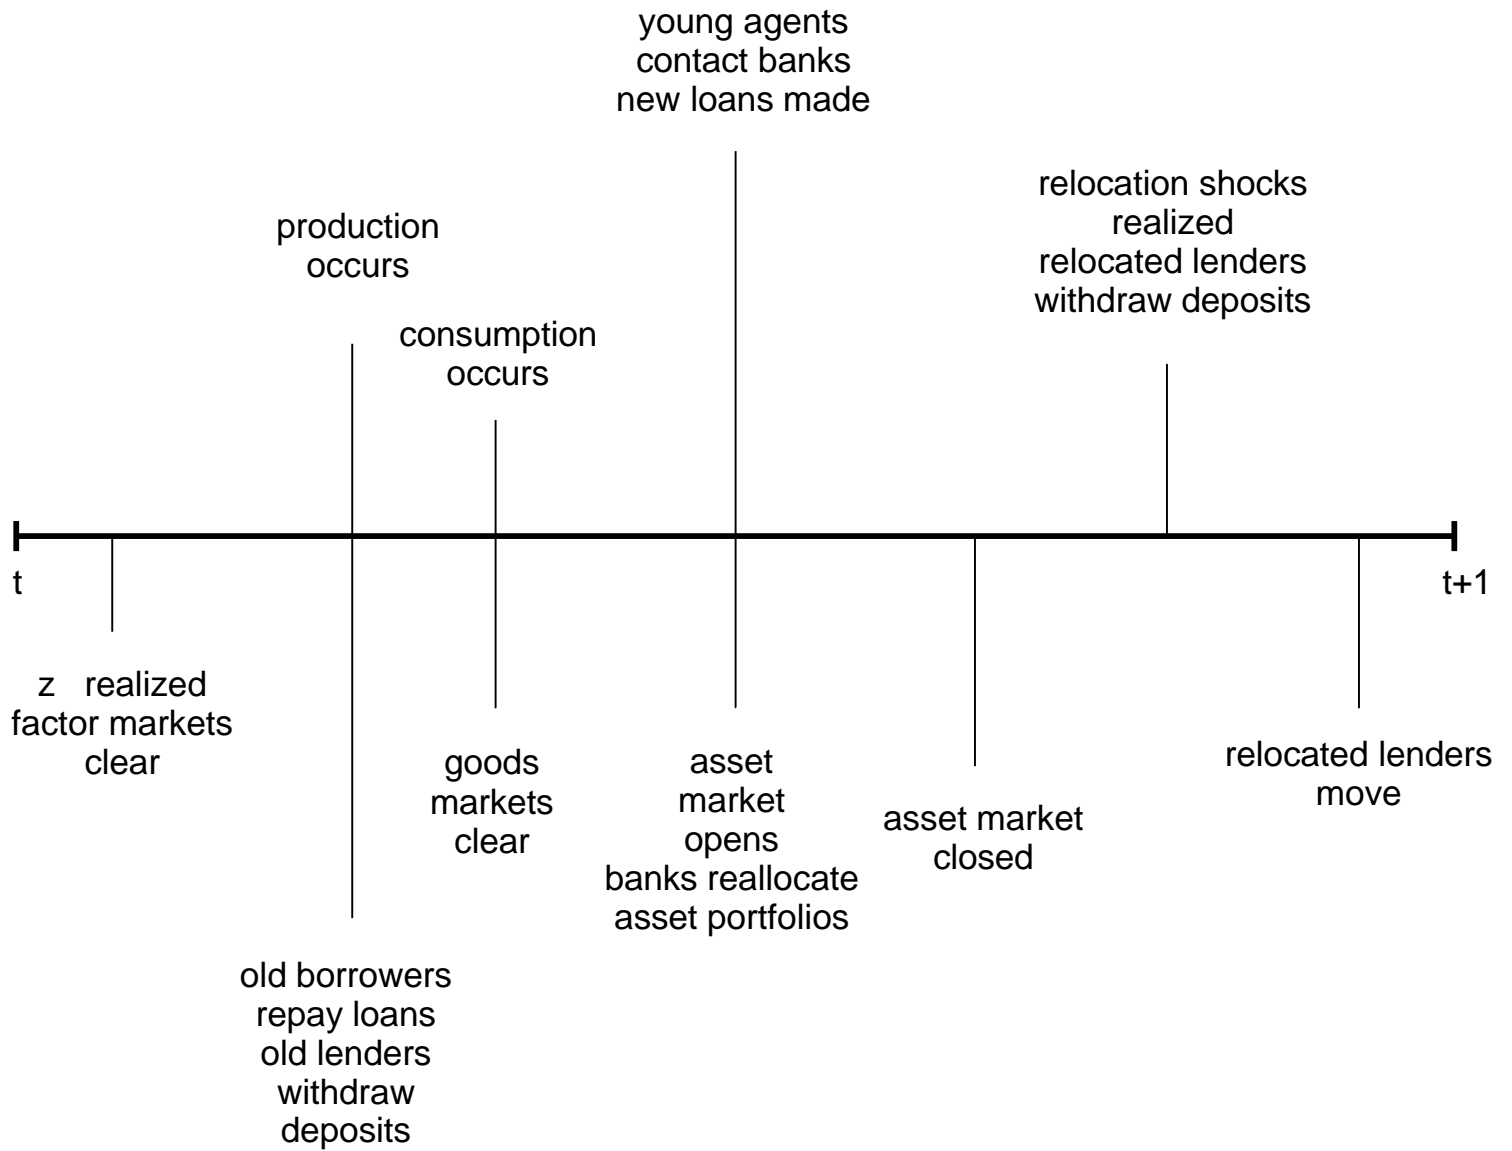 young agents
contact banks
new loans made
relocation shocks
realized
relocated lenders
withdraw deposits
production
occurs
consumption
occurs
t
t+1
z realized
factor markets
clear
goods
markets
clear
asset
market
opens
banks reallocate
asset portfolios
asset market
closed
relocated lenders
move
old borrowers
repay loans
old lenders
withdraw
deposits